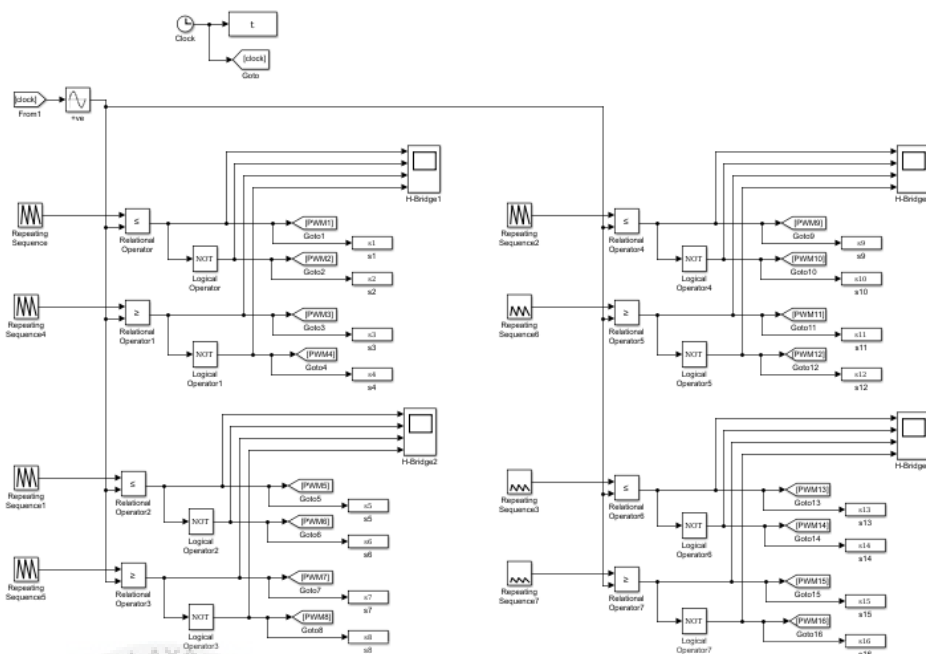 t
Clock
[clock]
Goto
[clock]
From1
+ve
H-Bridge1
H-Bridge
Repeating
Sequence
≤
Relational
Operator
[PWM1]
Goto1
s1
s1
NOT
Logical
Operator
[PWM2]
Goto2
s2
s2
Repeating
Sequence4
≥
Relational
Operator1
[PWM3]
Goto3
s3
s3
NOT
Logical
Operator1
[PWM4]
Goto4
s4
s4
Repeating
Sequence2
≤
Relational
Operator4
[PWM9]
Goto9
s9
s9
NOT
Logical
Operator4
[PWM10]
Goto10
s10
s10
Repeating
Sequence6
≥
Relational
Operator5
[PWM11]
Goto11
s11
s11
NOT
Logical
Operator5
[PWM12]
Goto12
s12
s12
H-Bridge2
H-Bridge
Repeating
Sequence1
≤
Relational
Operator2
[PWM5]
Goto5
s5
s5
NOT
Logical
Operator2
[PWM6]
Goto6
s6
s6
Repeating
Sequence5
≥
Relational
Operator3
[PWM7]
Goto7
s7
s7
NOT
Logical
Operator3
[PWM8]
Goto8
s8
s8
Repeating
Sequence3
≤
Relational
Operator6
[PWM13]
Goto13
s13
s13
NOT
Logical
Operator6
[PWM14]
Goto14
s14
s14
Repeating
Sequence7
≥
Relational
Operator7
[PWM15]
Goto15
s15
s15
NOT
Logical
Operator7
[PWM16]
Goto16
s16